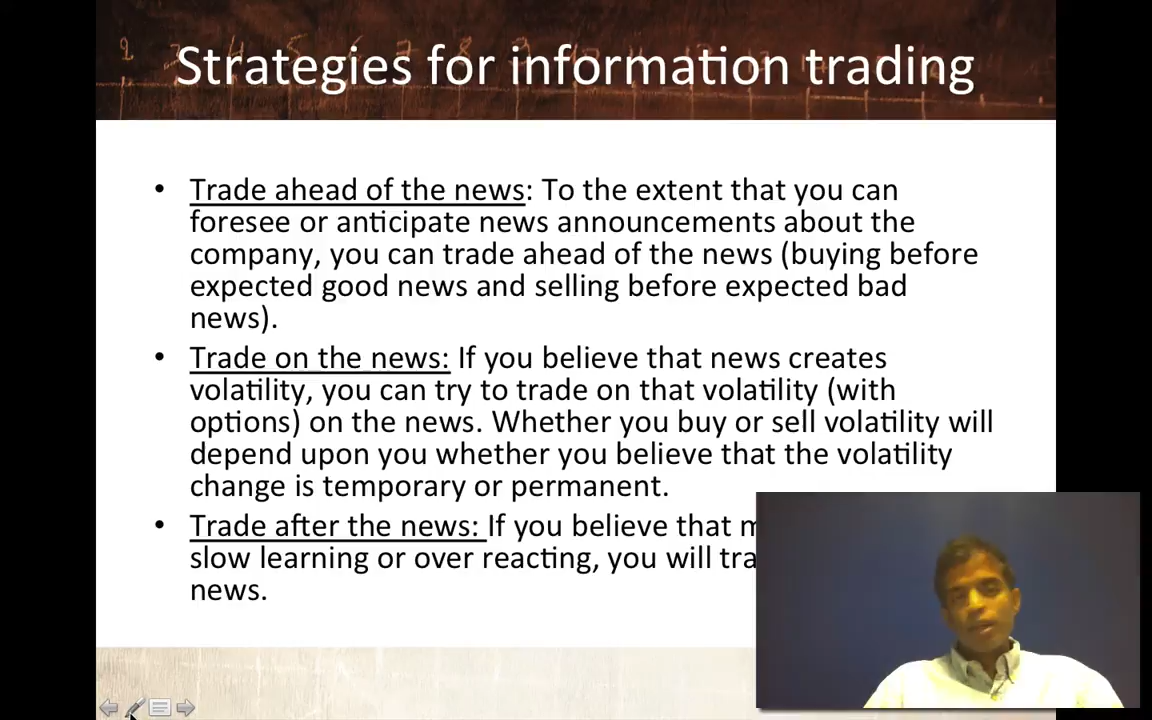 Strategies for information trading
• Trade ahead of the news: To the extent that you can
foresee or anticipate news announcements about the
company, you can trade ahead of the news (buying before
expected good news and selling before expected bad
news).
• Trade on the news: If you believe that news creates
volatility, you can try to trade on that volatility (with
options) on the news. Whether you buy or sell volatility will
depend upon you whether you believe that the volatility
change is temporary or permanent.
• Trade after the news: If you believe that
slow learning or over reacting, you will
news.